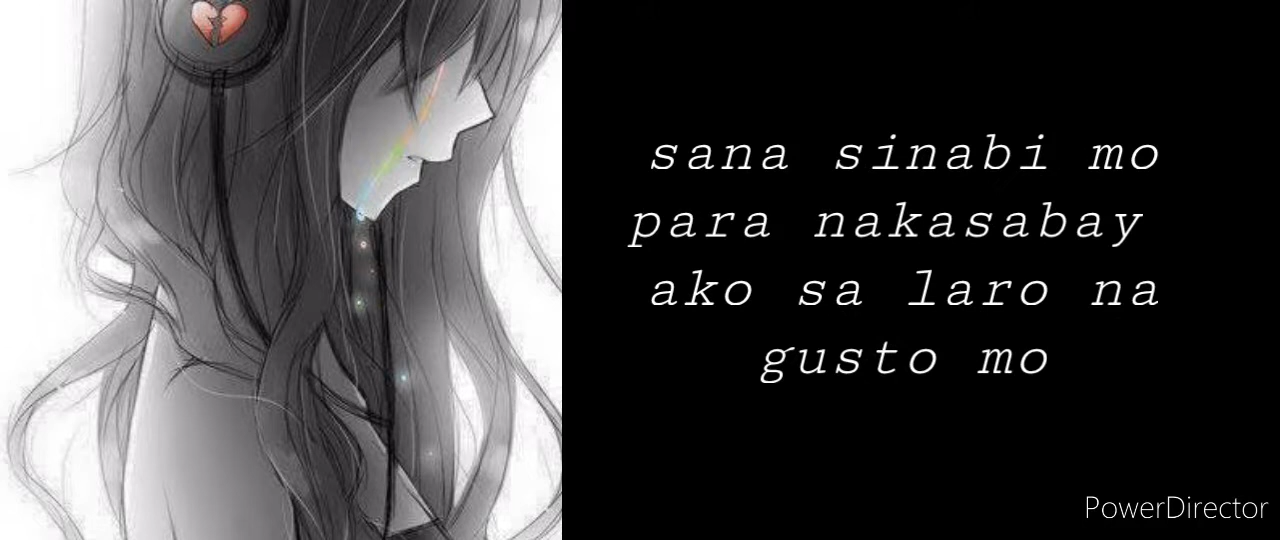 sana sinabi mo
para nakasabay
ako sa laro na
gusto mo
PowerDirector